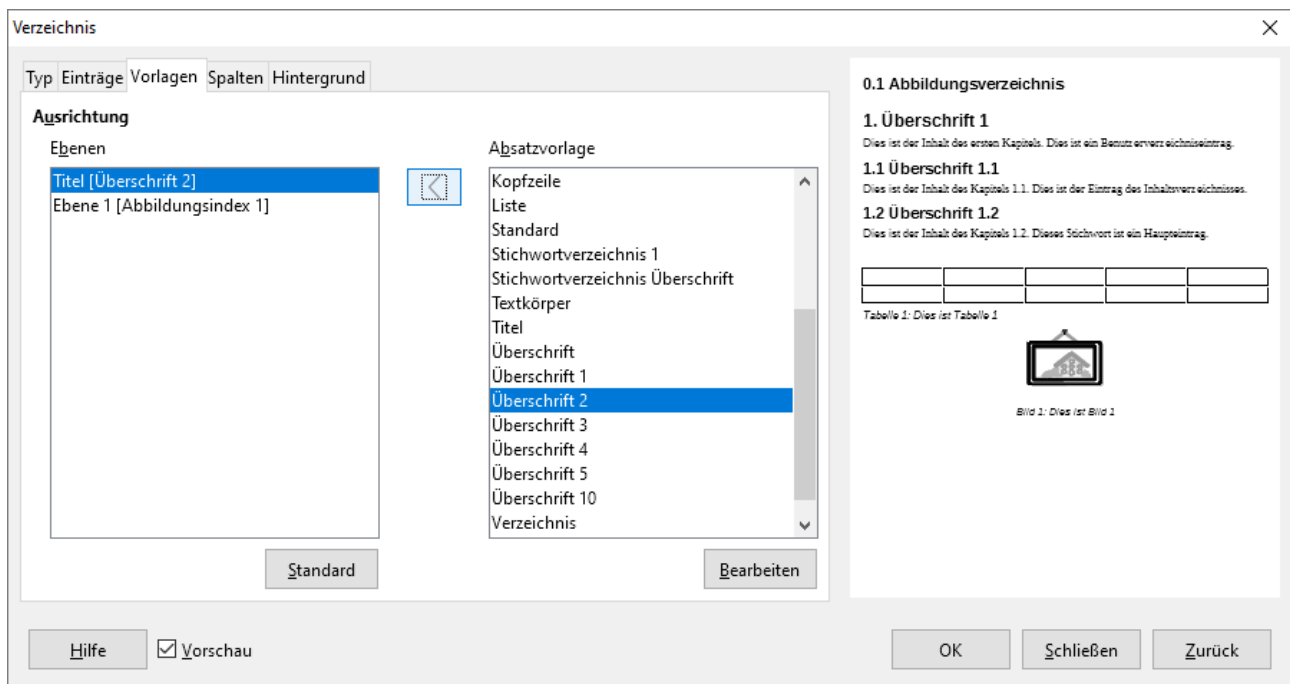 Verzeichnis
Typ Einträge Vorlagen Spalten Hintergrund
Ausrichtung
Ebenen
Titel [Überschrift 2]
Ebene 1 [Abbildungsindex 1]
Standard
Absatzvorlage
Kopfzeile
Liste
Standard
Stichwortverzeichnis 1
Stichwortverzeichnis Überschrift
Textkörper
Titel
Überschrift
Überschrift 1
Überschrift 2
Überschrift 3
Überschrift 4
Überschrift 5
Überschrift 10
Verzeichnis
Bearbeiten
0.1 Abbildungsverzeichnis
1. Überschrift 1
Dies ist der Inhalt des ersten Kapitels. Dies ist ein Benutzerverzeichniseintrag.
1.1 Überschrift 1.1
Dies ist der Inhalt des Kapitels 1.1. Dies ist der Eintrag des Inhaltsverzeichnisses.
1.2 Überschrift 1.2
Dies ist der Inhalt des Kapitels 1.2. Dieses Stichwort ist ein Haupteintrag.
Tabelle 1: Dies ist Tabelle 1
Bild 1: Dies ist Bild 1
Hilfe
Vorschau
OK
Schließen
Zurück